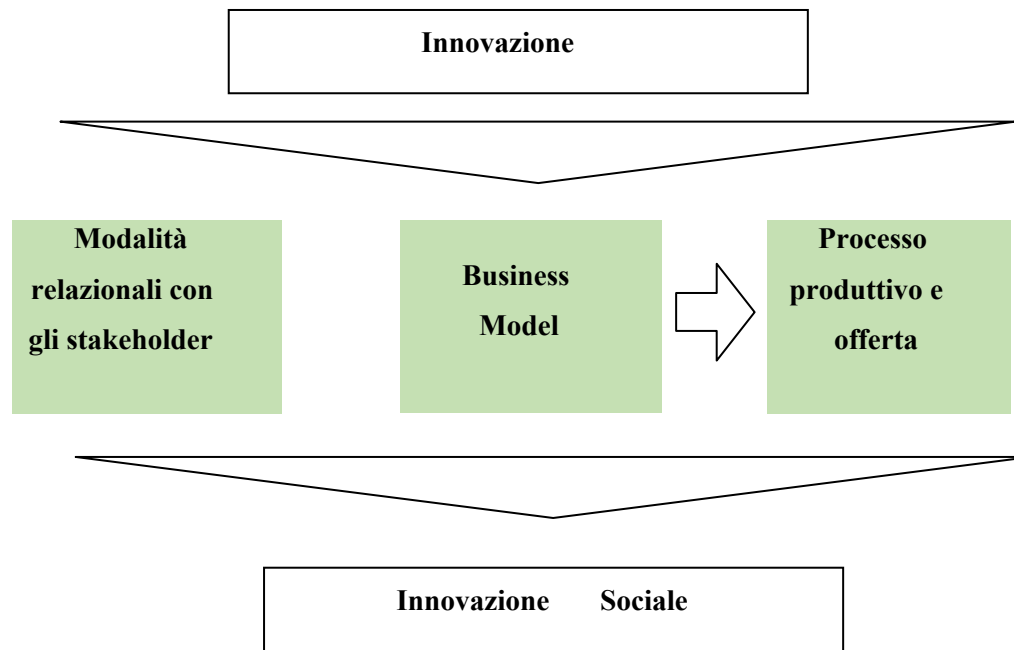 Innovazione
Modalità
relazionali con
gli stakeholder
Business
Model
Processo
produttivo e
offerta
Innovazione Sociale